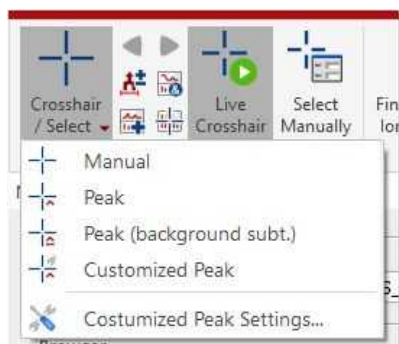 Crosshair
/ Select
Live
Crosshair
Select
Manually
Manual
Peak
Peak (background subt.)
Customized Peak
Costumized Peak Settings...